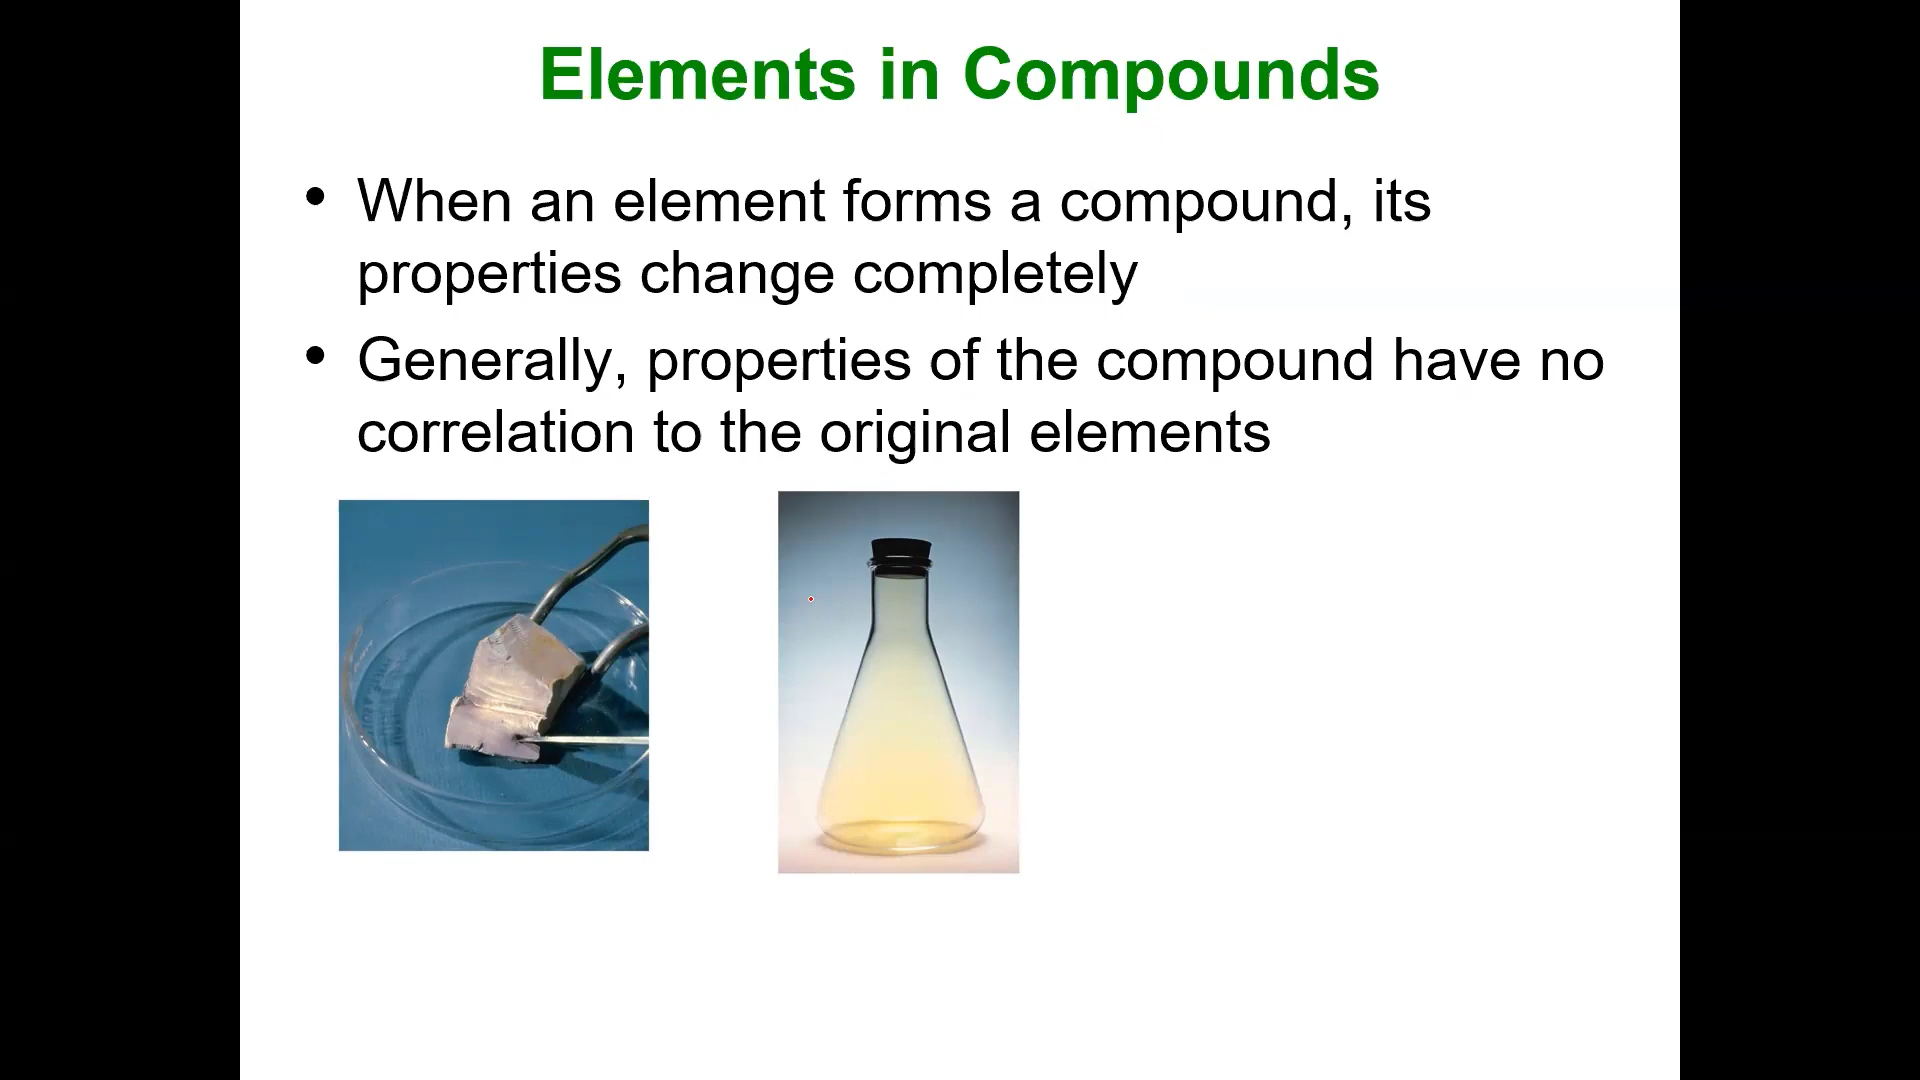 Elements in Compounds
• When an element forms a compound, its
properties change completely
• Generally, properties of the compound have no
correlation to the original elements